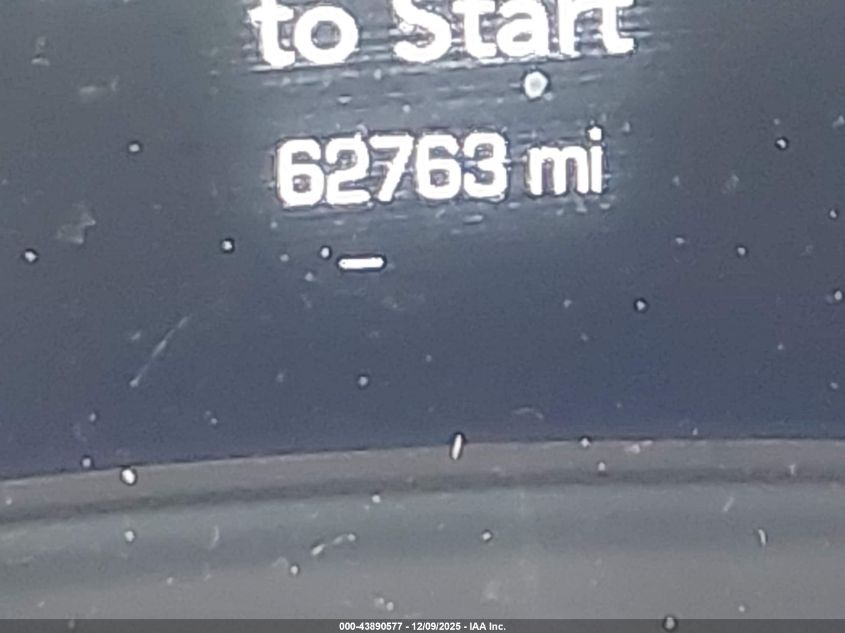 to Start
62763 mi
000-43890577 - 12/09/2025 - IAA Inc.